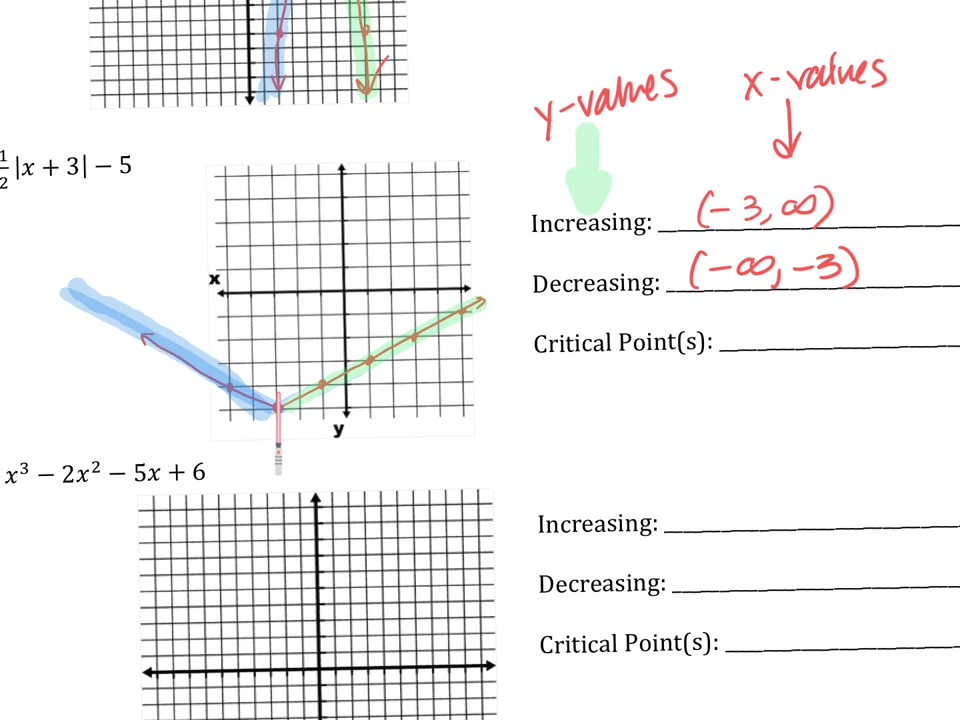 y-values
x-values
½|x + 3| − 5
x
y
Increasing: (-3, ∞)
Decreasing: (-∞, -3)
Critical Point(s):
x³ − 2x² − 5x + 6
Increasing:
Decreasing:
Critical Point(s):